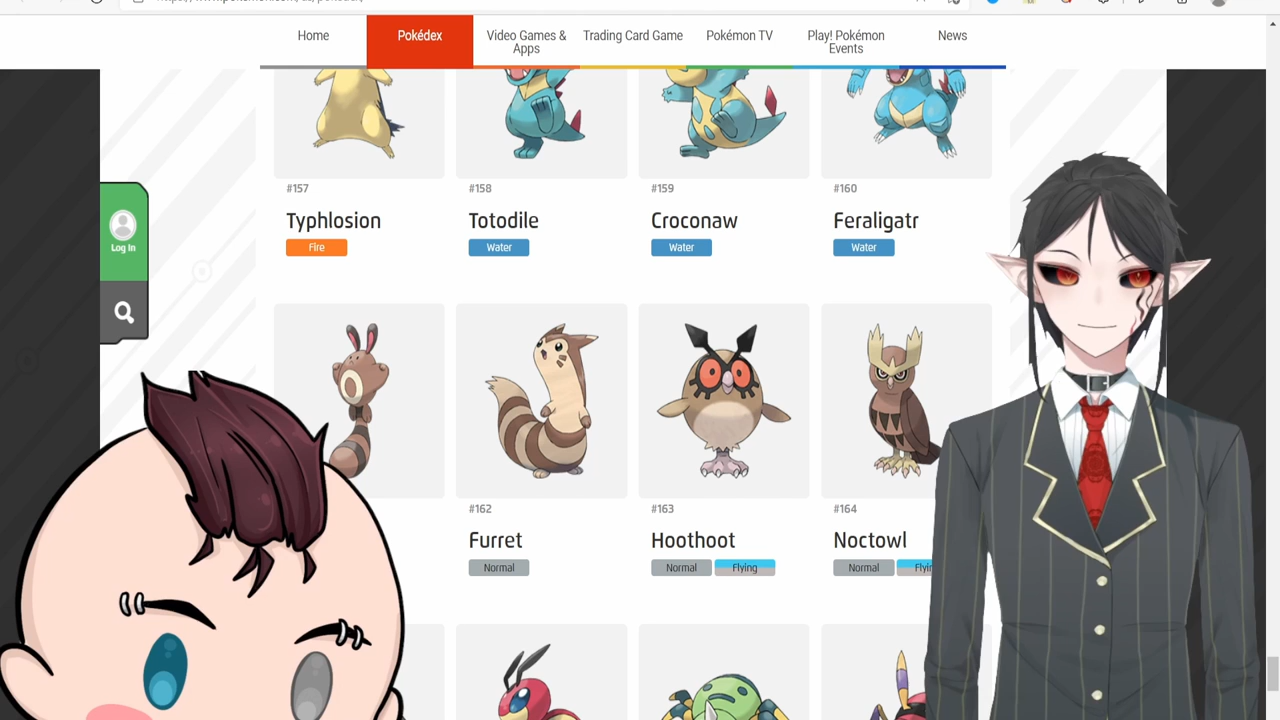 Home
Pokédex
Video Games &
Apps
Trading Card Game
Pokémon TV
Play! Pokémon
Events
News
Log In
#157
#158
#159
#160
Typhlosion
Totodile
Croconaw
Feraligatr
Fire
Water
Water
Water
#162
#163
#164
Furret
Hoothoot
Noctowl
Normal
Normal
Flying
Normal